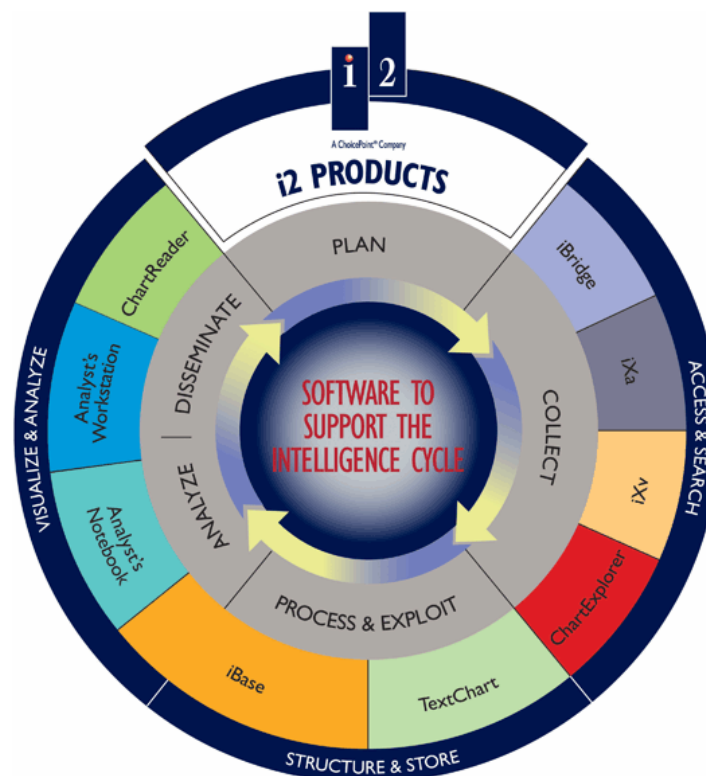 i2
A ChoicePoint® Company
i2 PRODUCTS
PLAN
COLLECT
PROCESS & EXPLOIT
ANALYZE
DISSEMINATE
SOFTWARE TO
SUPPORT THE
INTELLIGENCE CYCLE
ACCESS & SEARCH
iBridge
iXa
iXv
ChartExplorer
STRUCTURE & STORE
TextChart
iBase
VISUALIZE & ANALYZE
Analyst's
Notebook
Analyst's
Workstation
ChartReader